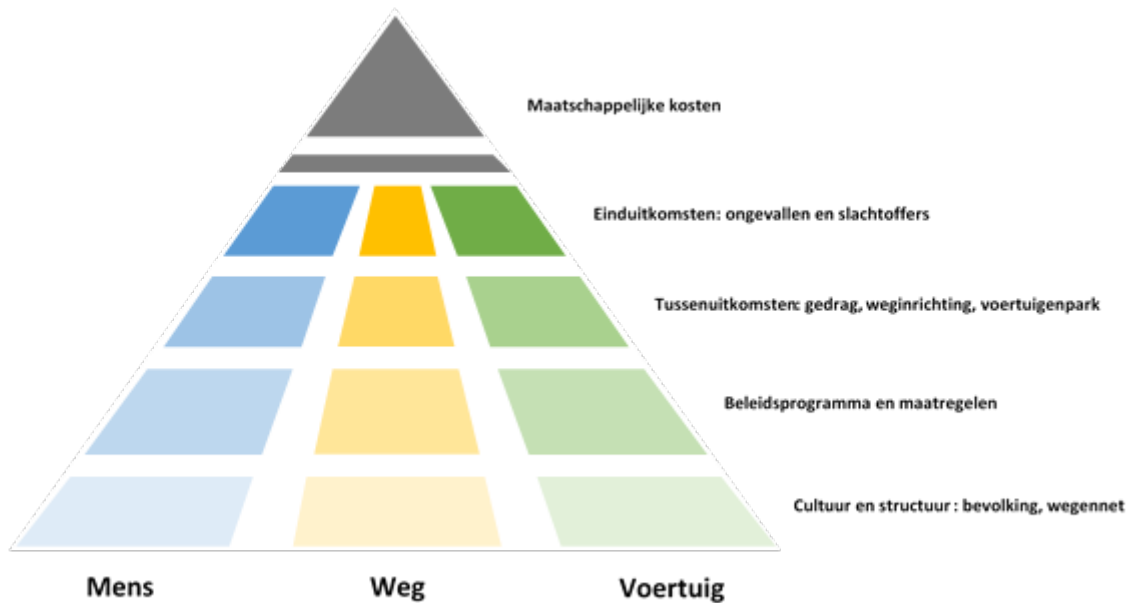 Maatschappelijke kosten
Einduitkomsten: ongevallen en slachtoffers
Tussenuitkomsten: gedrag, weginrichting, voertuigenpark
Beleidsprogramma en maatregelen
Cultuur en structuur : bevolking, wegennet
Mens
Weg
Voertuig